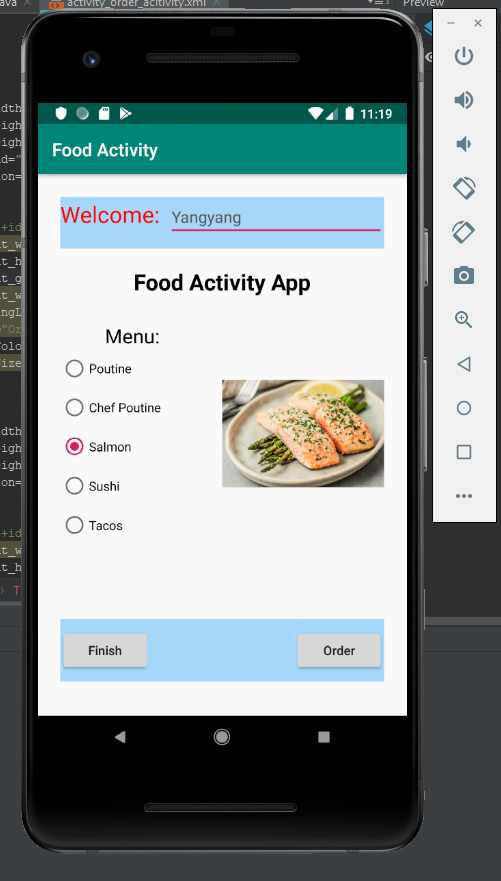 activity_order_acitivity.xml
Preview
11:19
Food Activity
Welcome: Yangyang
Food Activity App
Menu:
Poutine
Chef Poutine
Salmon
Sushi
Tacos
Finish
Order